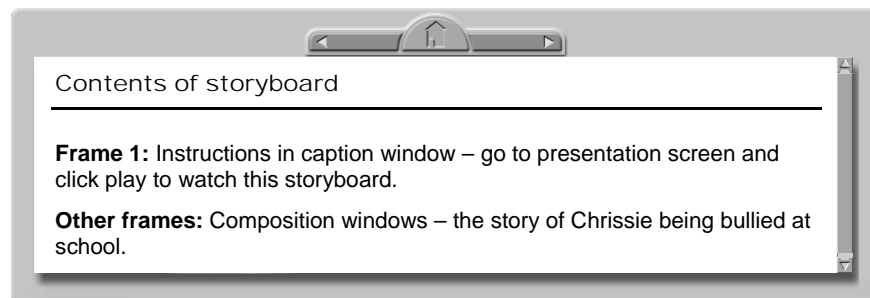 Contents of storyboard
Frame 1: Instructions in caption window – go to presentation screen and
click play to watch this storyboard.
Other frames: Composition windows – the story of Chrissie being bullied at
school.